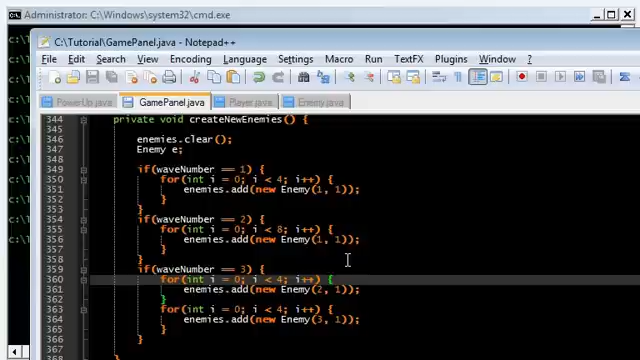 Administrator: C:\Windows\system32\cmd.exe
C:\Tutorial\GamePanel.java - Notepad++
File Edit Search View Encoding Language Settings Macro Run TextFX Plugins Window ?
PowerUp.java GamePanel.java Player.java Enemy.java
344 private void createNewEnemies() {
345
346 enemies.clear();
347 Enemy e;
348
349 if(waveNumber == 1) {
350 for(int i = 0; i < 4; i++) {
351 enemies.add(new Enemy(1, 1));
352 }
353 }
354 if(waveNumber == 2) {
355 for(int i = 0; i < 8; i++) {
356 enemies.add(new Enemy(1, 1));
357 }
358 }
359 if(waveNumber == 3) {
360 for(int i = 0; i < 4; i++) {
361 enemies.add(new Enemy(2, 1));
362 }
363 for(int i = 0; i < 4; i++) {
364 enemies.add(new Enemy(3, 1));
365 }
366 }
367